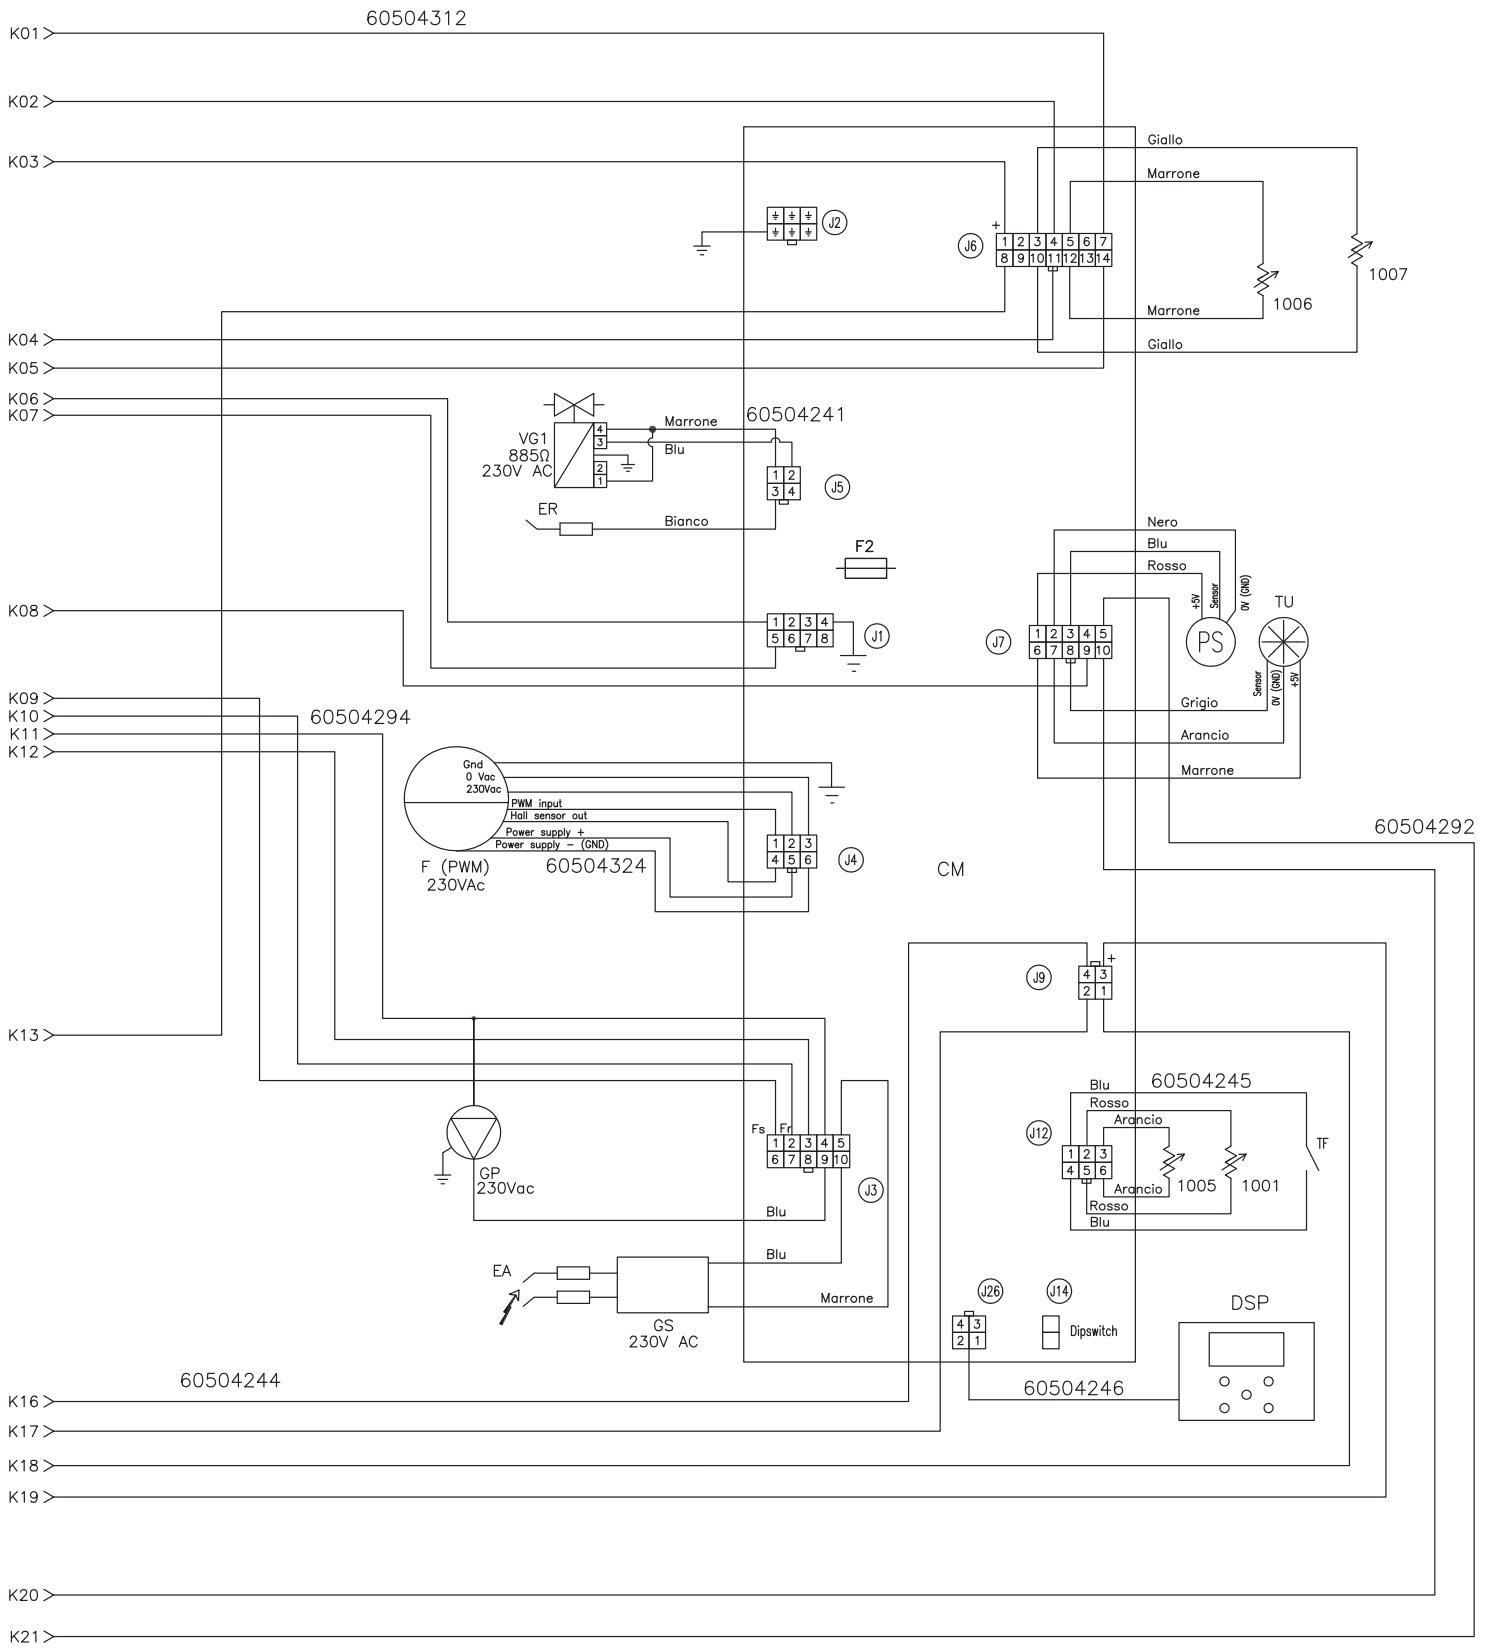 60504312
K01
K02
K03
Giallo
Marrone
J2
+
J6
1 2 3 4 5 6 7
8 9 10 11 12 13 14
1007
1006
Marrone
Giallo
K04
K05
K06
K07
Marrone
60504241
VG1
885Ω
230V AC
4
3
2
1
Blu
1 2
3 4
J5
ER
Bianco
F2
Nero
Blu
Rosso
+5V
Sensor
0V (GND)
TU
K08
1 2 3 4
5 6 7 8
J1
J7
1 2 3 4 5
6 7 8 9 10
PS
Sensor
0V (GND)
+5V
Grigio
Arancio
Marrone
K09
K10
K11
K12
60504294
Gnd
0 Vac
230Vac
PWM input
Hall sensor out
Power supply +
Power supply - (GND)
F (PWM)
230VAc
60504324
1 2 3
4 5 6
J4
CM
60504292
J9
+
4 3
2 1
K13
60504245
Blu
Rosso
Arancio
J12
1 2 3
4 5 6
1005
1001
TF
Arancio
Rosso
Blu
Fs Fr
1 2 3 4 5
6 7 8 9 10
J3
GP
230Vac
Blu
Blu
EA
Marrone
GS
230V AC
J26
4 3
2 1
J14
Dipswitch
DSP
60504244
60504246
K16
K17
K18
K19
K20
K21